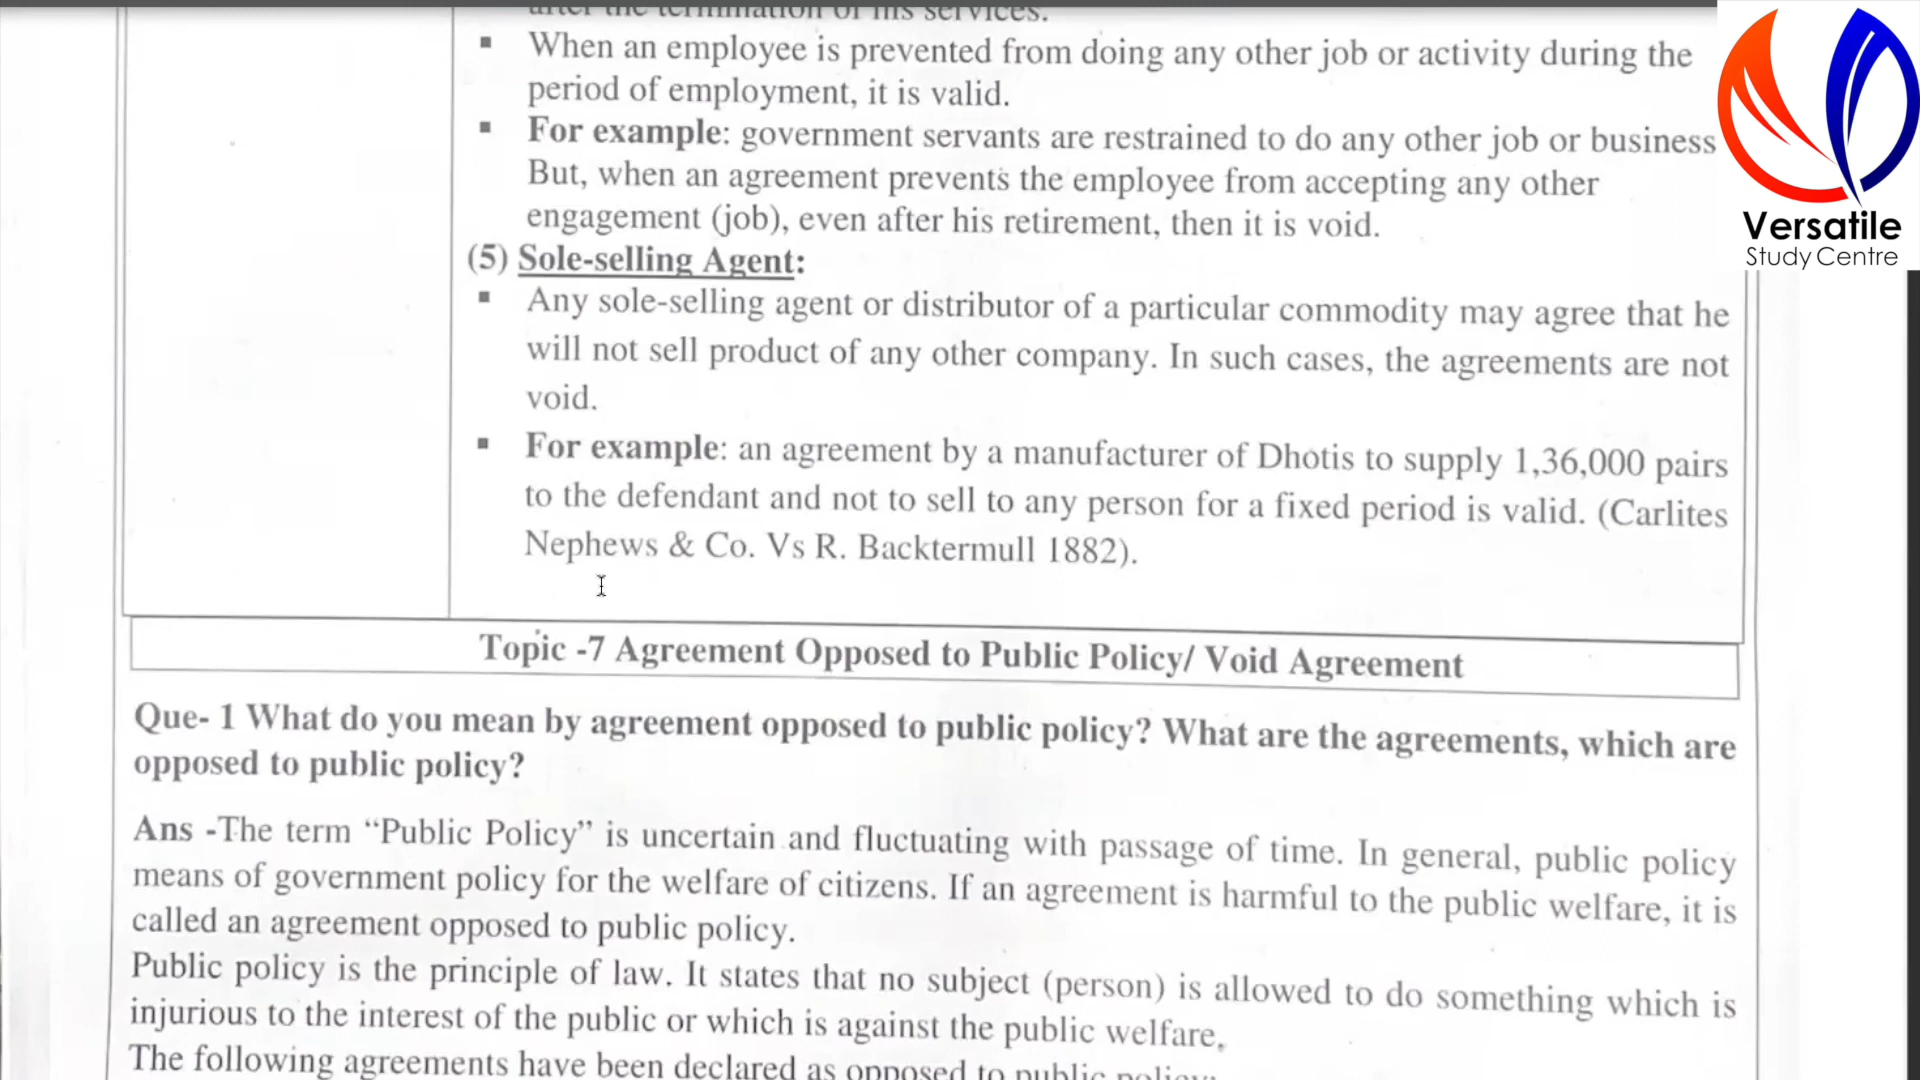 after the termination of his services.
▪ When an employee is prevented from doing any other job or activity during the
period of employment, it is valid.
▪ For example: government servants are restrained to do any other job or business
But, when an agreement prevents the employee from accepting any other
engagement (job), even after his retirement, then it is void.
(5) Sole-selling Agent:
▪ Any sole-selling agent or distributor of a particular commodity may agree that he
will not sell product of any other company. In such cases, the agreements are not
void.
▪ For example: an agreement by a manufacturer of Dhotis to supply 1,36,000 pairs
to the defendant and not to sell to any person for a fixed period is valid. (Carlites
Nephews & Co. Vs R. Backtermull 1882).
Topic -7 Agreement Opposed to Public Policy/ Void Agreement
Que- 1 What do you mean by agreement opposed to public policy? What are the agreements, which are
opposed to public policy?
Ans -The term “Public Policy” is uncertain and fluctuating with passage of time. In general, public policy
means of government policy for the welfare of citizens. If an agreement is harmful to the public welfare, it is
called an agreement opposed to public policy.
Public policy is the principle of law. It states that no subject (person) is allowed to do something which is
injurious to the interest of the public or which is against the public welfare.
The following agreements have been declared as opposed to public policy:
Versatile
Study Centre